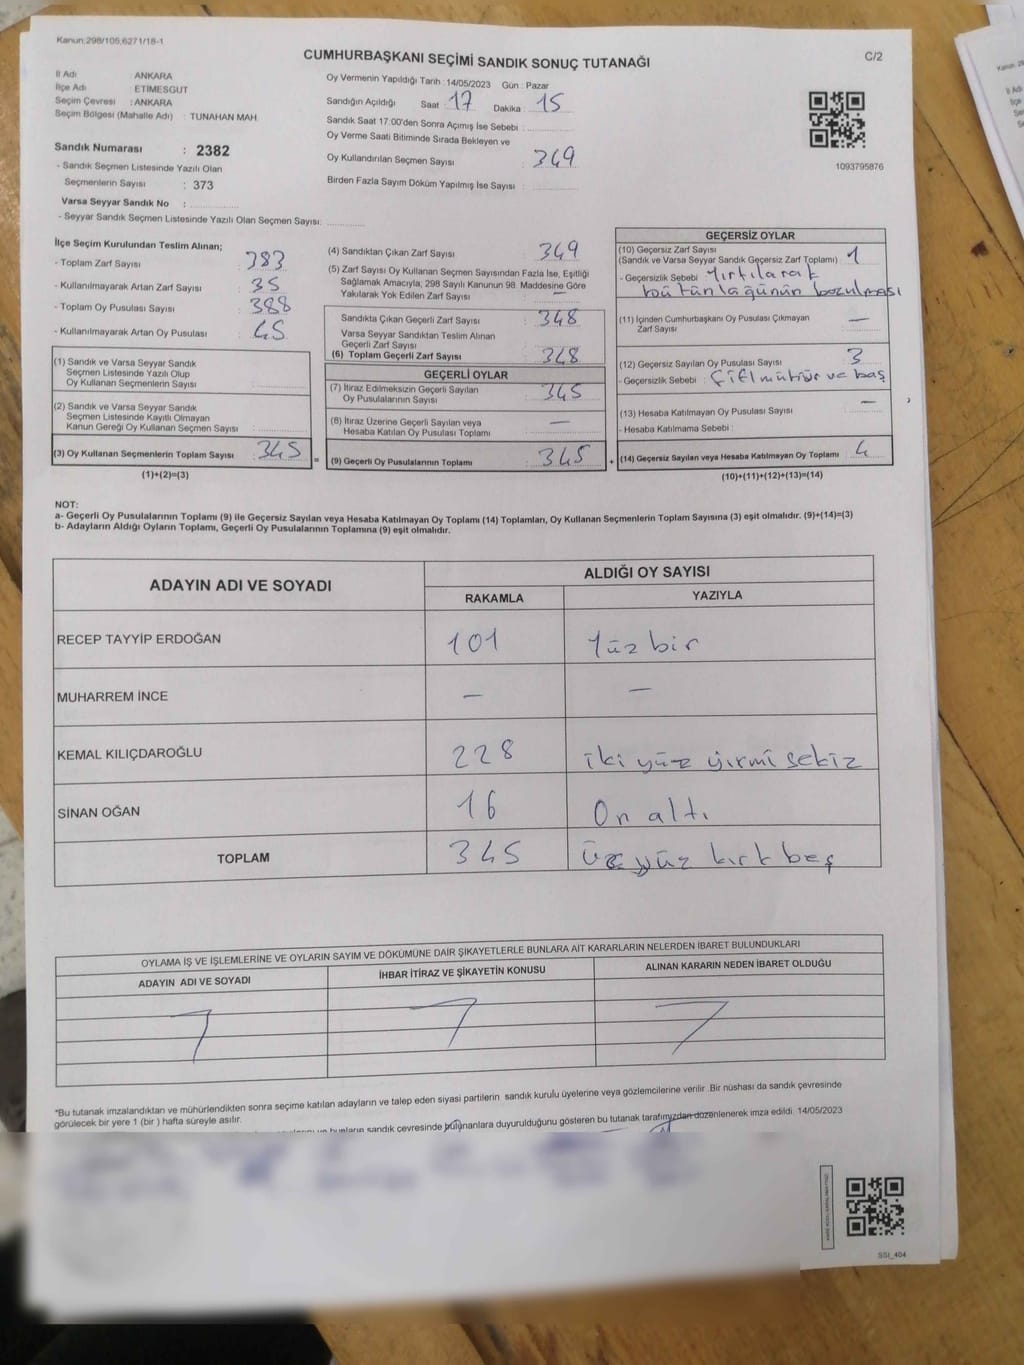 Kanun:298/105,6271/18-1
CUMHURBAŞKANI SEÇİMİ SANDIK SONUÇ TUTANAĞI
C/2
İl Adı ANKARA
İlçe Adı ETİMESGUT
Seçim Çevresi : ANKARA
Seçim Bölgesi (Mahalle Adı) : TUNAHAN MAH.
Sandık Numarası : 2382
- Sandık Seçmen Listesinde Yazılı Olan
Seçmenlerin Sayısı : 373
Varsa Seyyar Sandık No :
- Seyyar Sandık Seçmen Listesinde Yazılı Olan Seçmen Sayısı:
Oy Vermenin Yapıldığı Tarih : 14/05/2023 Gün : Pazar
Sandığın Açıldığı Saat : 17 Dakika : 15
Sandık Saat 17:00'den Sonra Açımış İse Sebebi :
Oy Verme Saati Bitiminde Sırada Bekleyen ve
Oy Kullandırılan Seçmen Sayısı : 349
Birden Fazla Sayım Döküm Yapılmış İse Sayısı :
1093795876
İlçe Seçim Kurulundan Teslim Alınan;
- Toplam Zarf Sayısı : 383
- Kullanılmayarak Artan Zarf Sayısı : 35
- Toplam Oy Pusulası Sayısı : 388
- Kullanılmayarak Artan Oy Pusulası : 45
(1) Sandık ve Varsa Seyyar Sandık
Seçmen Listesinde Yazılı Olup
Oy Kullanan Seçmenlerin Sayısı :
(2) Sandık ve Varsa Seyyar Sandık
Seçmen Listesinde Kayıtlı Olmayan
Kanun Gereği Oy Kullanan Seçmen Sayısı :
(3) Oy Kullanan Seçmenlerin Toplam Sayısı : 345 =
(1)+(2)=(3)
(4) Sandıktan Çıkan Zarf Sayısı : 349
(5) Zarf Sayısı Oy Kullanan Seçmen Sayısından Fazla İse, Eşitliği
Sağlamak Amacıyla, 298 Sayılı Kanunun 98. Maddesine Göre
Yakılarak Yok Edilen Zarf Sayısı : —
Sandıkta Çıkan Geçerli Zarf Sayısı : 348
Varsa Seyyar Sandıktan Teslim Alınan
Geçerli Zarf Sayısı :
(6) Toplam Geçerli Zarf Sayısı : 348
GEÇERLİ OYLAR
(7) İtiraz Edilmeksizin Geçerli Sayılan
Oy Pusulalarının Sayısı : 345
(8) İtiraz Üzerine Geçerli Sayılan veya
Hesaba Katılan Oy Pusulası Toplamı : —
(9) Geçerli Oy Pusulalarının Toplamı : 345 +
GEÇERSİZ OYLAR
(10) Geçersiz Zarf Sayısı
(Sandık ve Varsa Seyyar Sandık Geçersiz Zarf Toplamı) : 1
- Geçersizlik Sebebi : Yırtılarak
bütünlüğünün bozulması
(11) İçinden Cumhurbaşkanı Oy Pusulası Çıkmayan
Zarf Sayısı : —
(12) Geçersiz Sayılan Oy Pusulası Sayısı : 3
- Geçersizlik Sebebi : Çift mühür ve baş
(13) Hesaba Katılmayan Oy Pusulası Sayısı : —
- Hesaba Katılmama Sebebi :
(14) Geçersiz Sayılan veya Hesaba Katılmayan Oy Toplamı : 4
(10)+(11)+(12)+(13)=(14)
NOT:
a- Geçerli Oy Pusulalarının Toplamı (9) ile Geçersiz Sayılan veya Hesaba Katılmayan Oy Toplamı (14) Toplamları, Oy Kullanan Seçmenlerin Toplam Sayısına (3) eşit olmalıdır. (9)+(14)=(3)
b- Adayların Aldığı Oyların Toplamı, Geçerli Oy Pusulalarının Toplamına (9) eşit olmalıdır.
ADAYIN ADI VE SOYADI
ALDIĞI OY SAYISI
RAKAMLA YAZIYLA
RECEP TAYYİP ERDOĞAN 101 Yüz bir
MUHARREM İNCE — —
KEMAL KILIÇDAROĞLU 228 iki yüz yirmi sekiz
SİNAN OĞAN 16 On altı
TOPLAM 345 üç yüz kırk beş
OYLAMA İŞ VE İŞLEMLERİNE VE OYLARIN SAYIM VE DÖKÜMÜNE DAİR ŞİKAYETLERLE BUNLARA AİT KARARLARIN NELERDEN İBARET BULUNDUKLARI
ADAYIN ADI VE SOYADI İHBAR İTİRAZ VE ŞİKAYETİN KONUSU ALINAN KARARIN NEDEN İBARET OLDUĞU
*Bu tutanak imzalandıktan ve mühürlendikten sonra seçime katılan adayların ve talep eden siyasi partilerin sandık kurulu üyelerine veya gözlemcilerine verilir .Bir nüshası da sandık çevresinde
görülecek bir yere 1 (bir ) hafta süreyle asılır.
bunların sandık çevresinde bulunanlara duyurulduğunu gösteren bu tutanak tarafımızdan düzenlenerek imza edildi. 14/05/2023
SSI_404